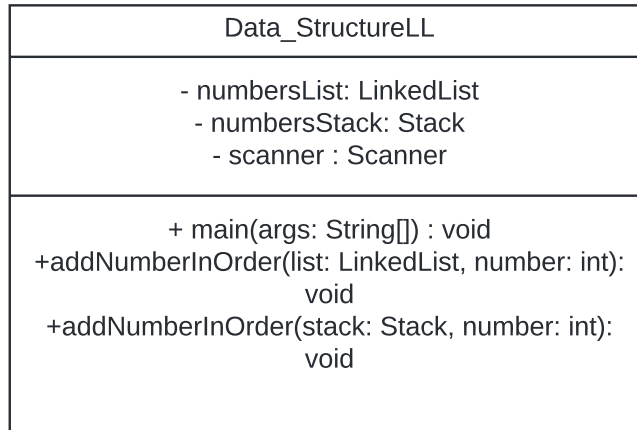 Data_StructureLL
- numbersList: LinkedList
- numbersStack: Stack
- scanner : Scanner
+ main(args: String[]) : void
+addNumberInOrder(list: LinkedList, number: int):
void
+addNumberInOrder(stack: Stack, number: int):
void